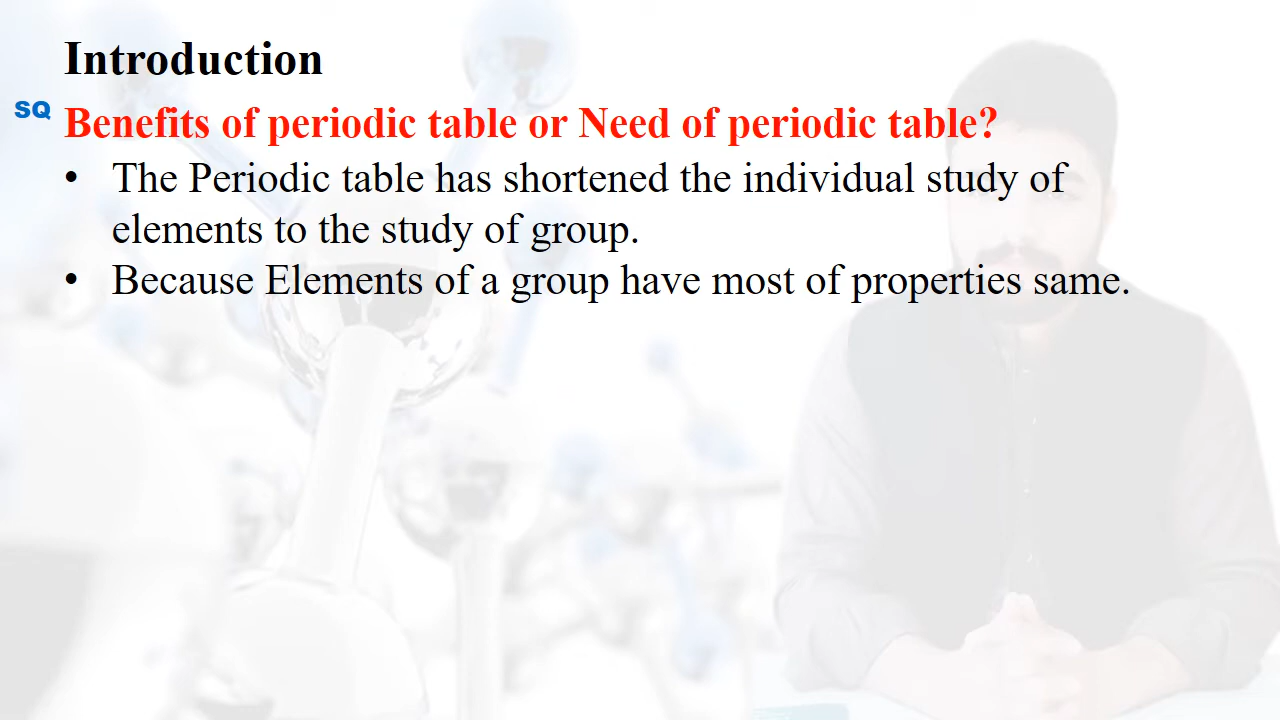 Introduction
SQ
Benefits of periodic table or Need of periodic table?
• The Periodic table has shortened the individual study of
elements to the study of group.
• Because Elements of a group have most of properties same.